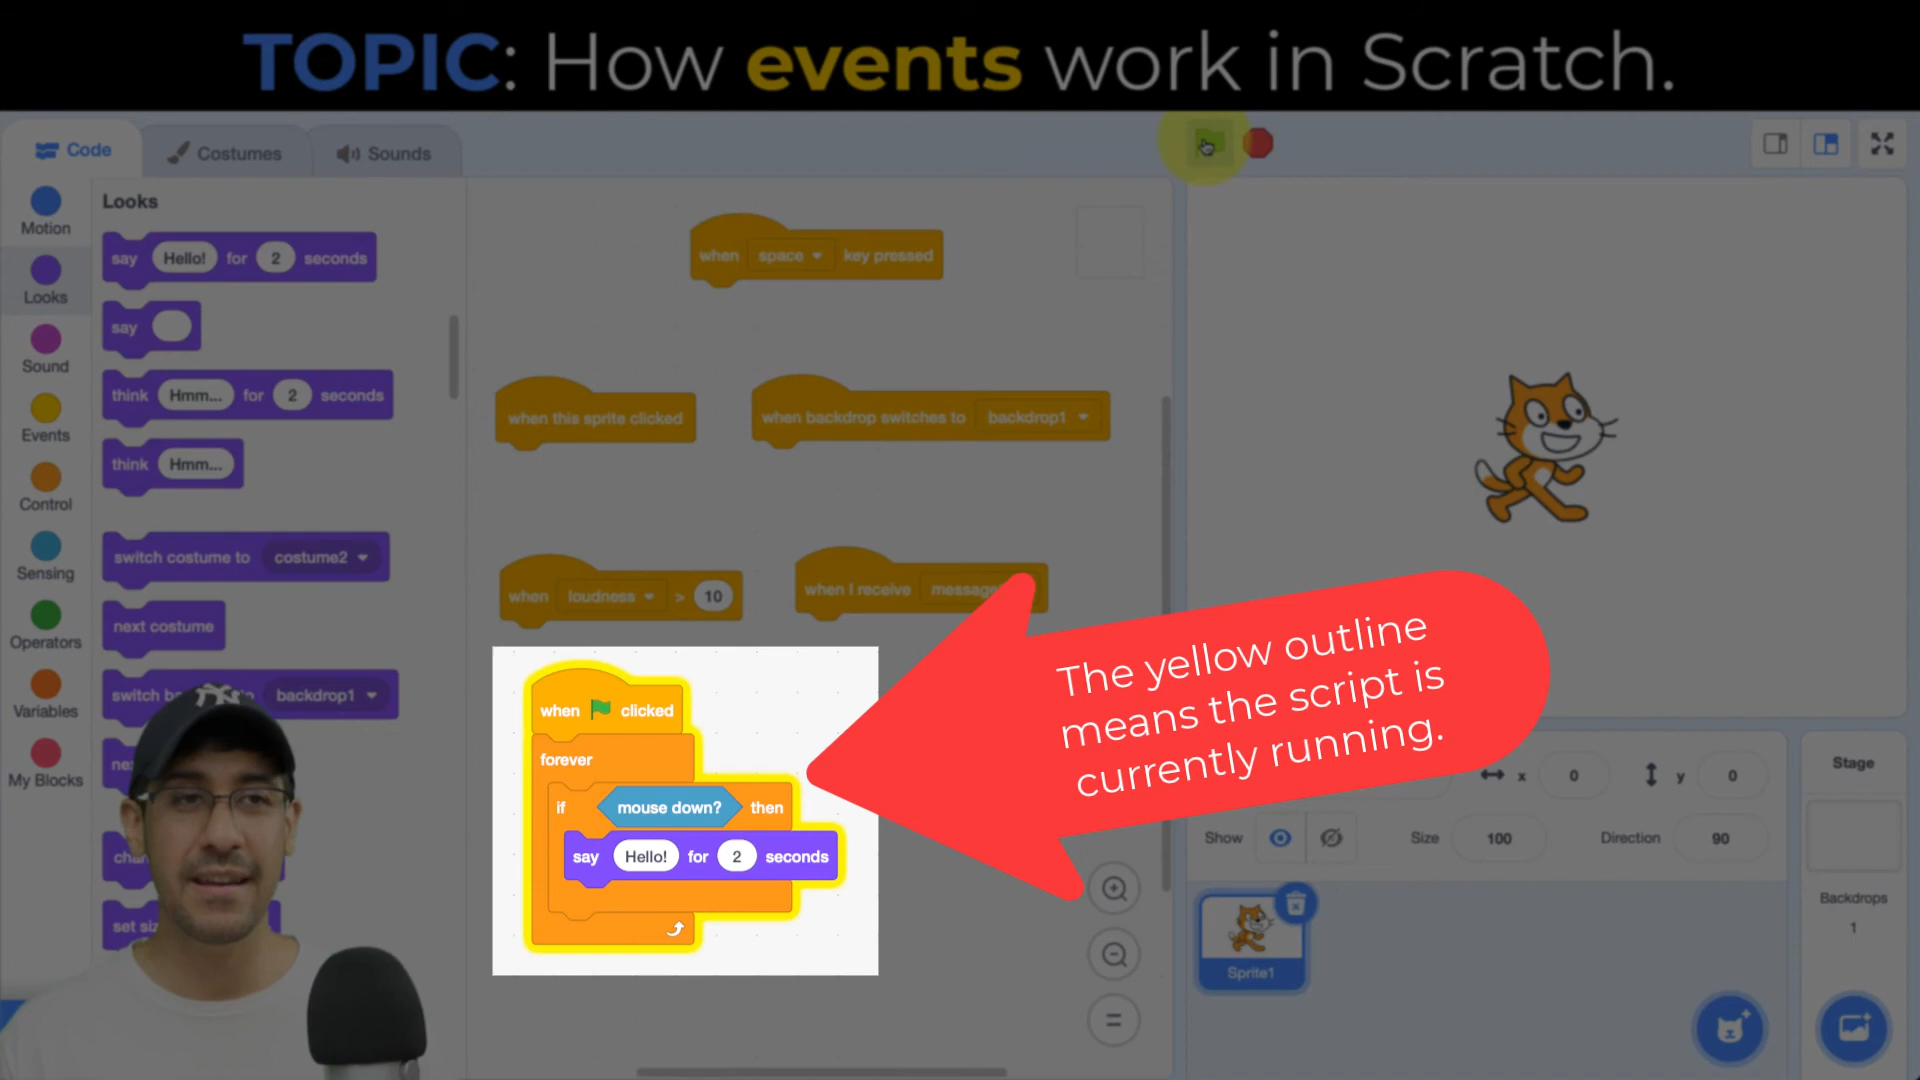 TOPIC: How events work in Scratch.
Code
Costumes
Sounds
Motion
Looks
Sound
Events
Control
Sensing
Operators
Variables
My Blocks
Looks
say Hello! for 2 seconds
say
think Hmm... for 2 seconds
think Hmm...
switch costume to costume2
next costume
switch backdrop1
set
when space key pressed
when this sprite clicked
when backdrop switches to backdrop1
when loudness > 10
when I receive
when clicked
forever
if mouse down? then
say Hello! for 2 seconds
The yellow outline
means the script is
currently running.
x 0
y 0
Show
Size 100
Direction 90
Sprite1
Stage
Backdrops
1